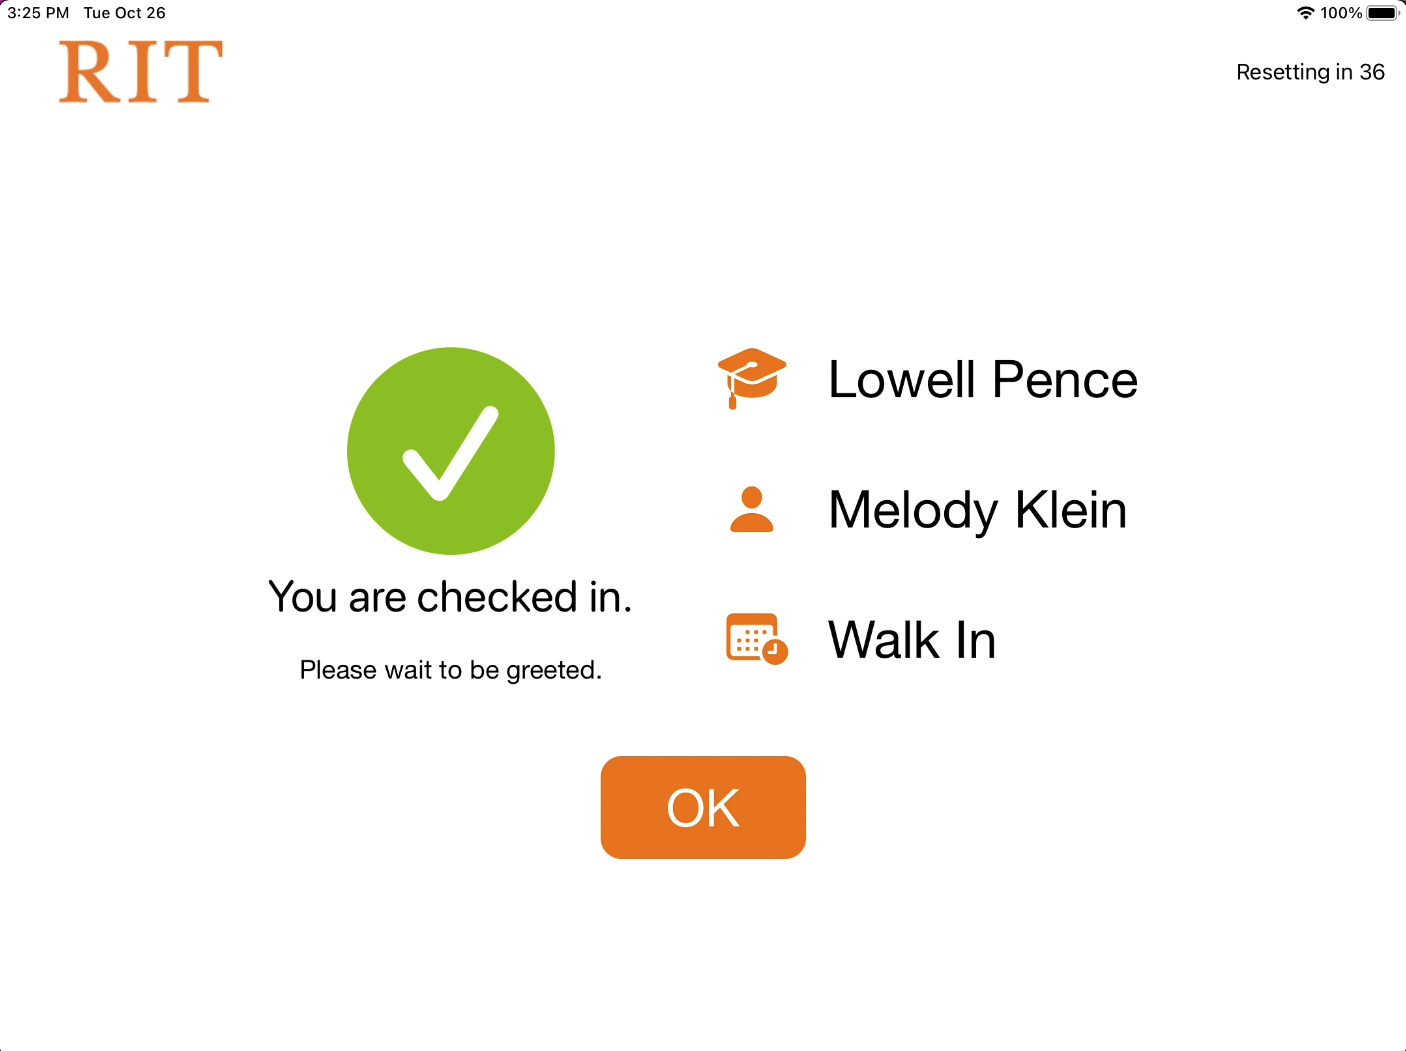 3:25 PM Tue Oct 26
100%
RIT
Resetting in 36
You are checked in.
Please wait to be greeted.
Lowell Pence
Melody Klein
Walk In
OK